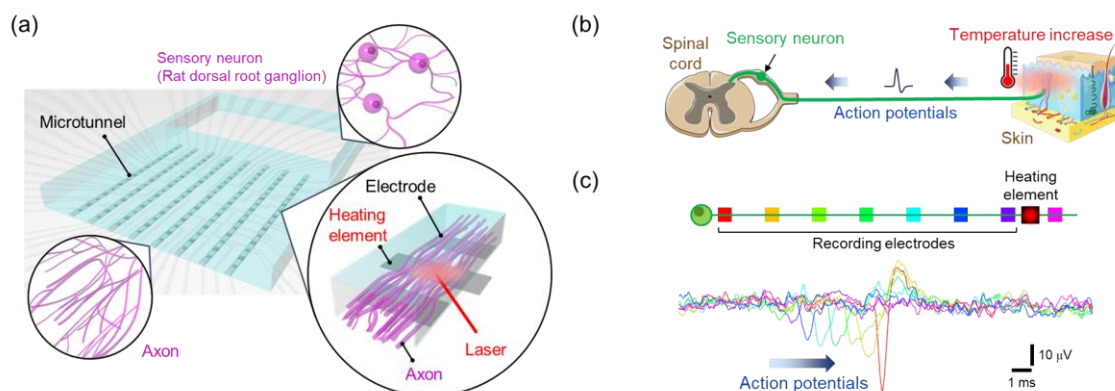 (a)
Sensory neuron
(Rat dorsal root ganglion)
Microtunnel
Electrode
Heating
element
Laser
Axon
Axon
(b)
Spinal
cord
Sensory neuron
Temperature increase
Action potentials
Skin
(c)
Heating
element
Recording electrodes
Action potentials
10 μV
1 ms